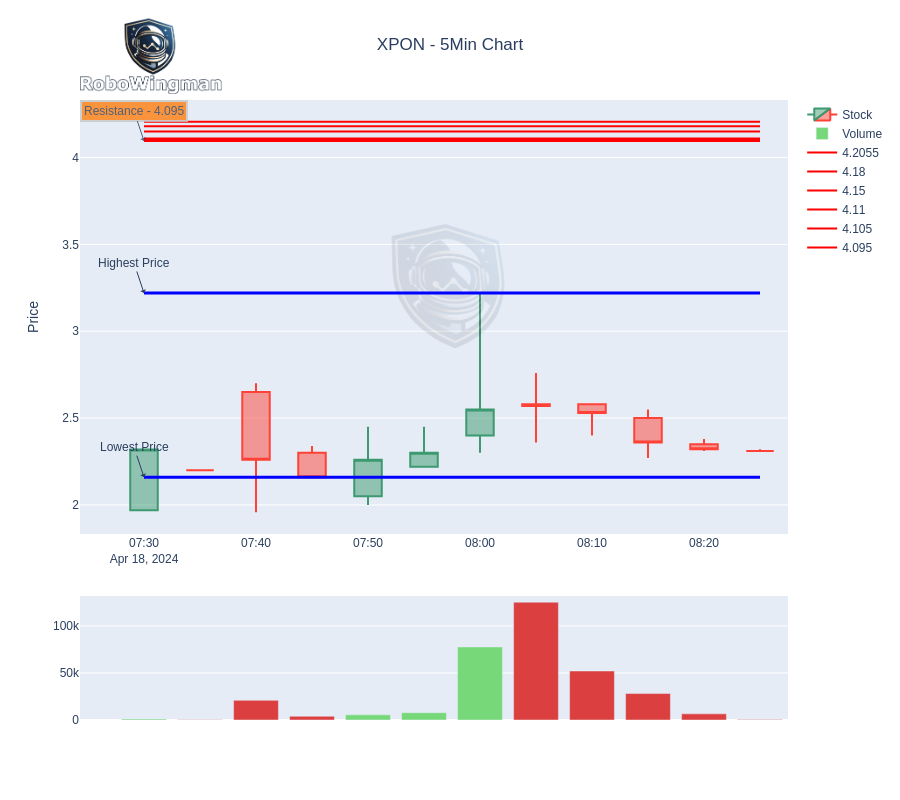 XPON - 5Min Chart
RoboWingman
Resistance - 4.095
Stock
Volume
4.2055
4.18
4.15
4.11
4.105
4.095
4
3.5
3
2.5
2
Price
Highest Price
Lowest Price
07:30
07:40
07:50
08:00
08:10
08:20
Apr 18, 2024
100k
50k
0